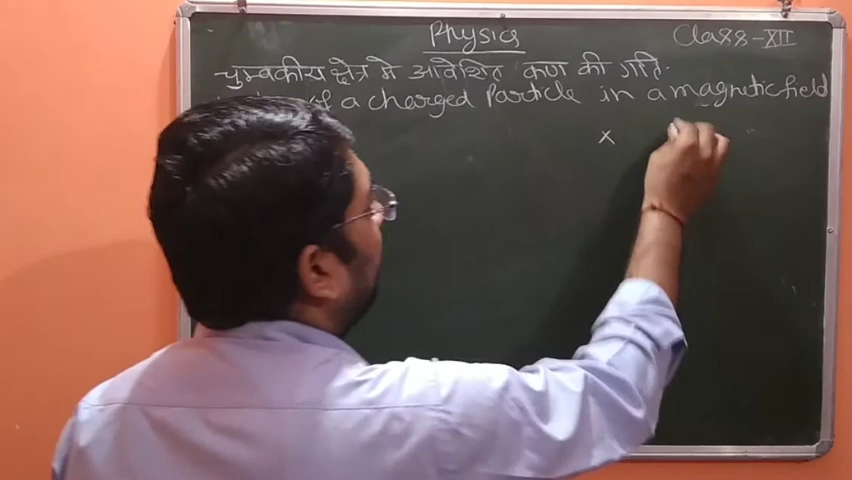 Physics
Class-XII
चुम्बकीय क्षेत्र मे आवेशित कण की गति.
of a charged Particle in a magnetic field
x